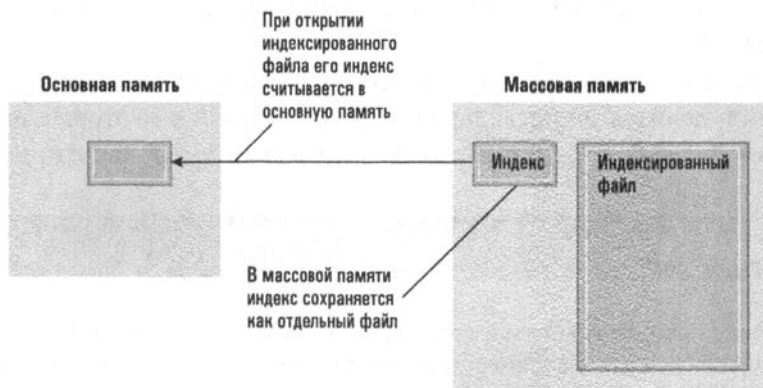 При открытии
индексированного
файла его индекс
считывается в
основную память
Основная память
Массовая память
Индекс
Индексированный
файл
В массовой памяти
индекс сохраняется
как отдельный файл